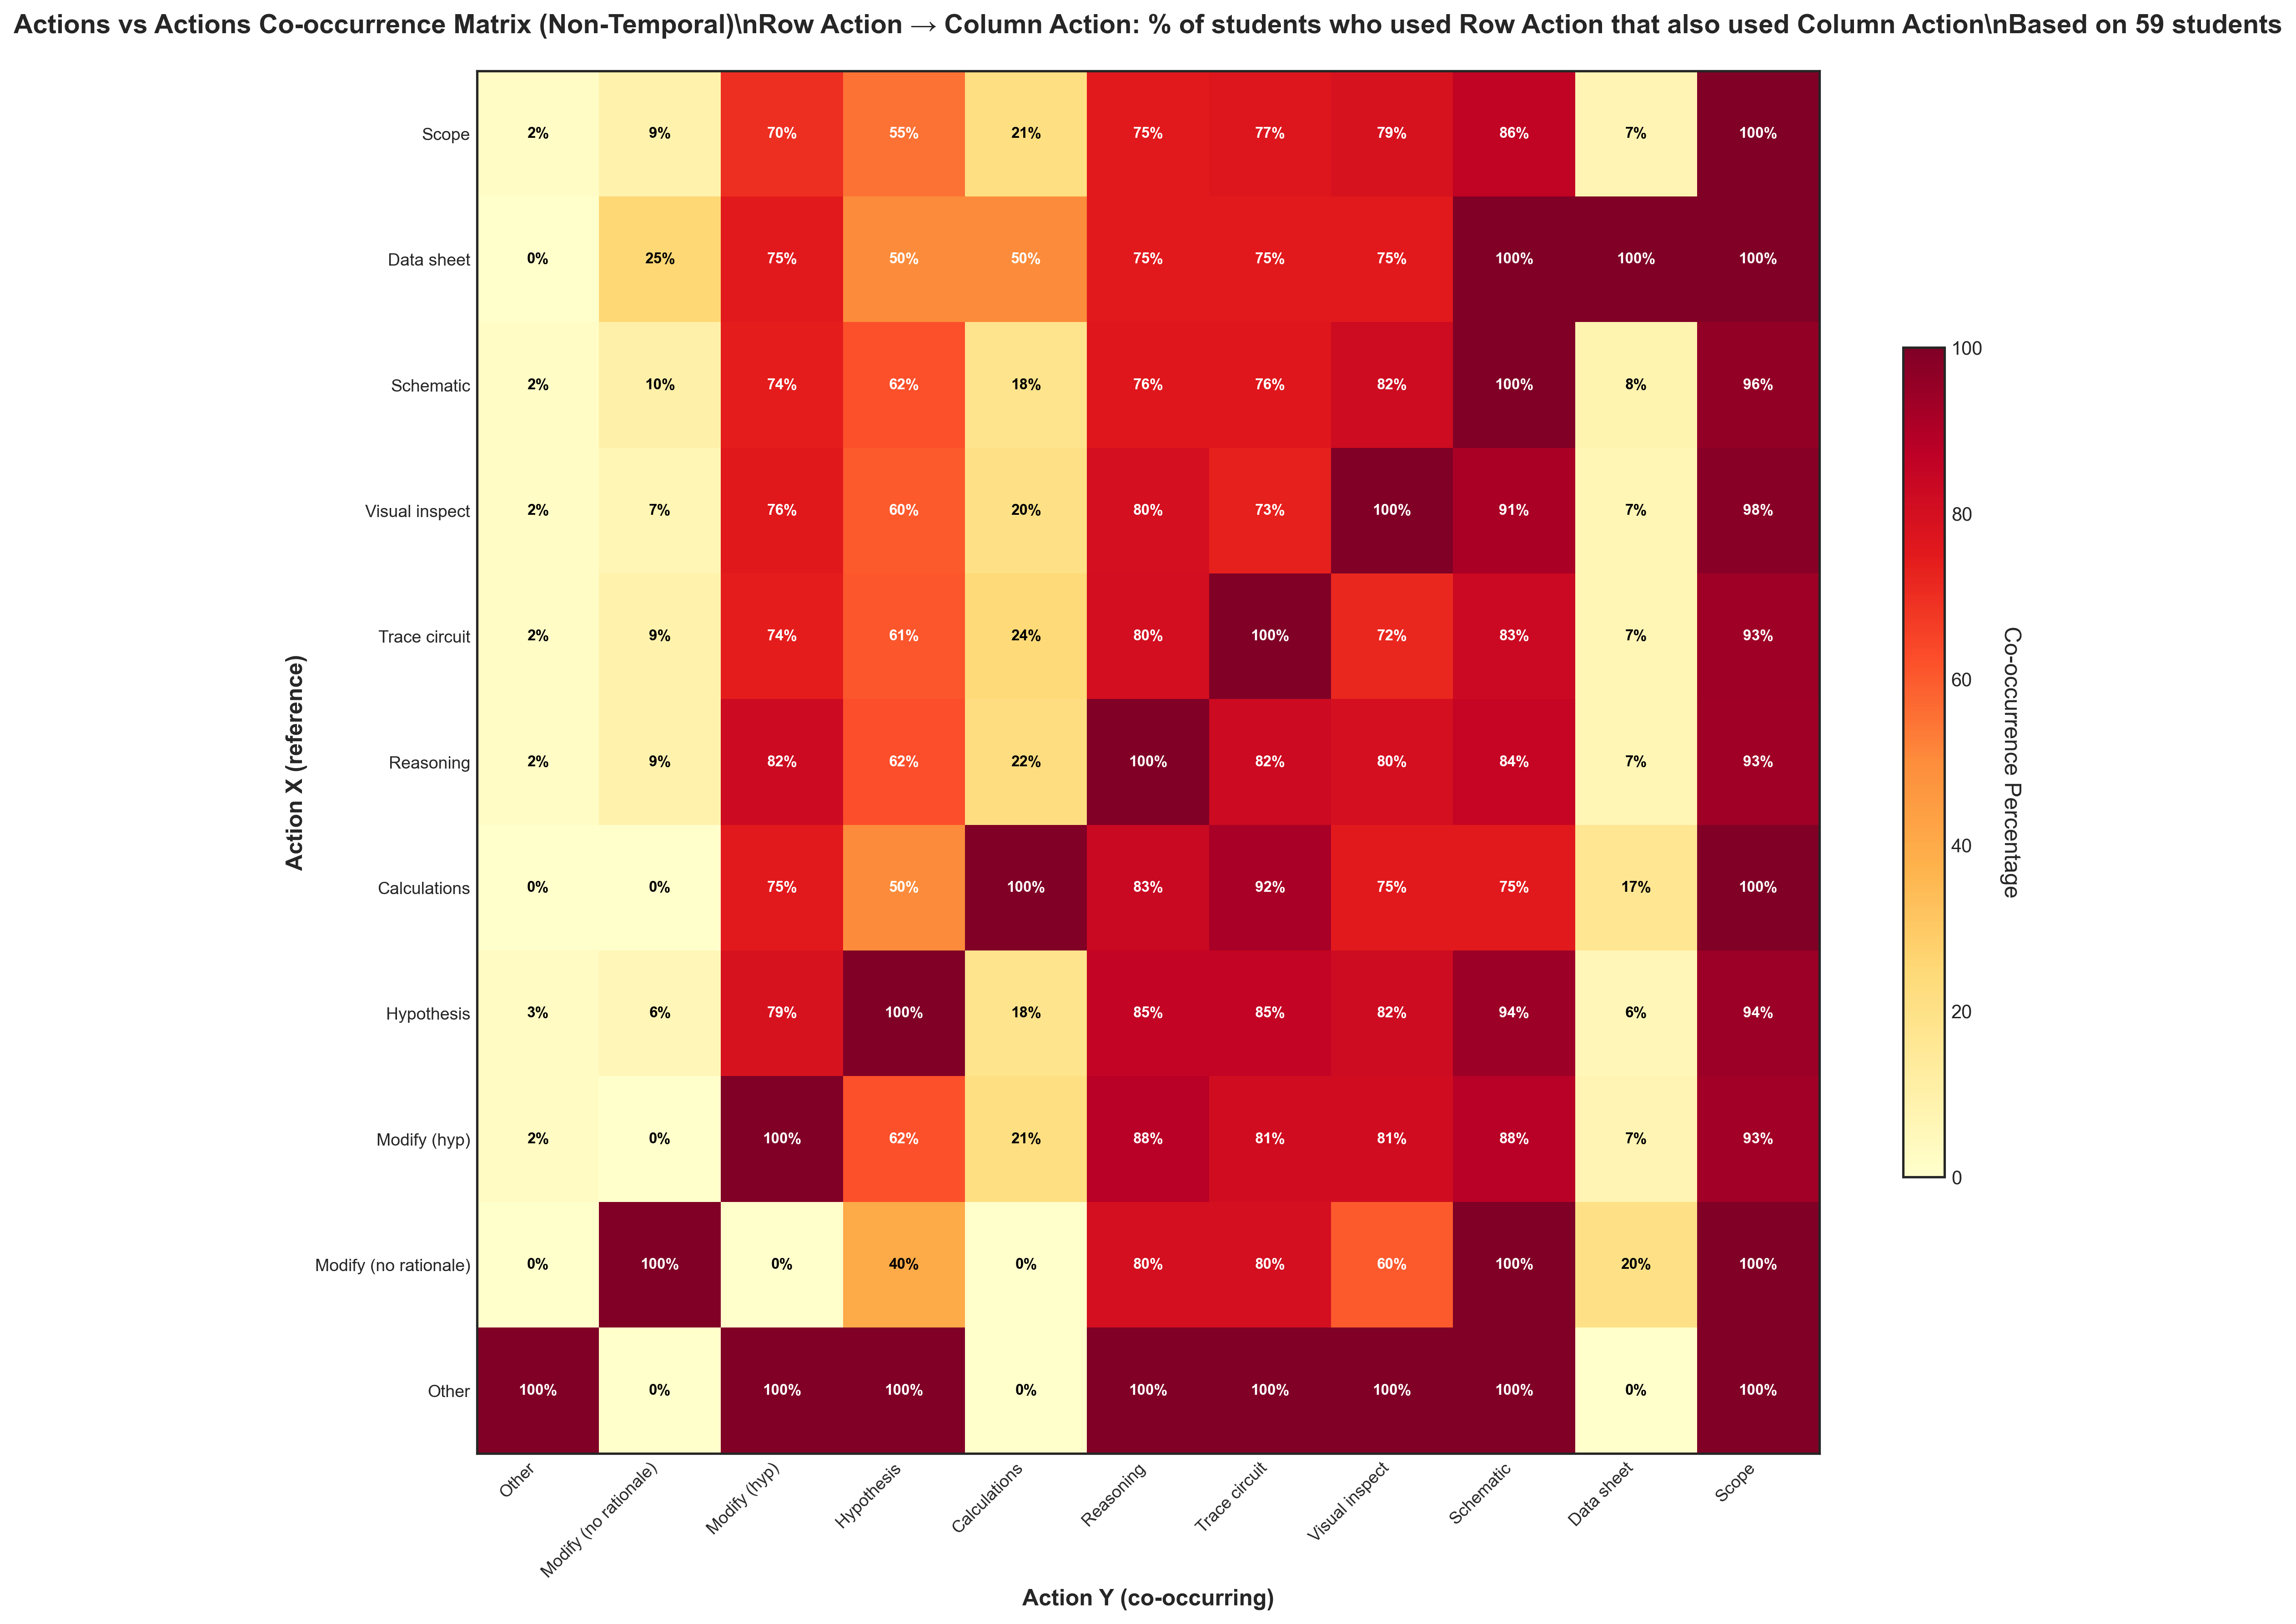 Actions vs Actions Co-occurrence Matrix (Non-Temporal)\nRow Action → Column Action: % of students who used Row Action that also used Column Action\nBased on 59 students
Scope 2% 9% 70% 55% 21% 75% 77% 79% 86% 7% 100%
Data sheet 0% 25% 75% 50% 50% 75% 75% 75% 100% 100% 100%
Schematic 2% 10% 74% 62% 18% 76% 76% 82% 100% 8% 96%
Visual inspect 2% 7% 76% 60% 20% 80% 73% 100% 91% 7% 98%
Trace circuit 2% 9% 74% 61% 24% 80% 100% 72% 83% 7% 93%
Reasoning 2% 9% 82% 62% 22% 100% 82% 80% 84% 7% 93%
Calculations 0% 0% 75% 50% 100% 83% 92% 75% 75% 17% 100%
Hypothesis 3% 6% 79% 100% 18% 85% 85% 82% 94% 6% 94%
Modify (hyp) 2% 0% 100% 62% 21% 88% 81% 81% 88% 7% 93%
Modify (no rationale) 0% 100% 0% 40% 0% 80% 80% 60% 100% 20% 100%
Other 100% 0% 100% 100% 0% 100% 100% 100% 100% 0% 100%
Other
Modify (no rationale)
Modify (hyp)
Hypothesis
Calculations
Reasoning
Trace circuit
Visual inspect
Schematic
Data sheet
Scope
Action X (reference)
Action Y (co-occurring)
100
80
60
40
20
0
Co-occurrence Percentage